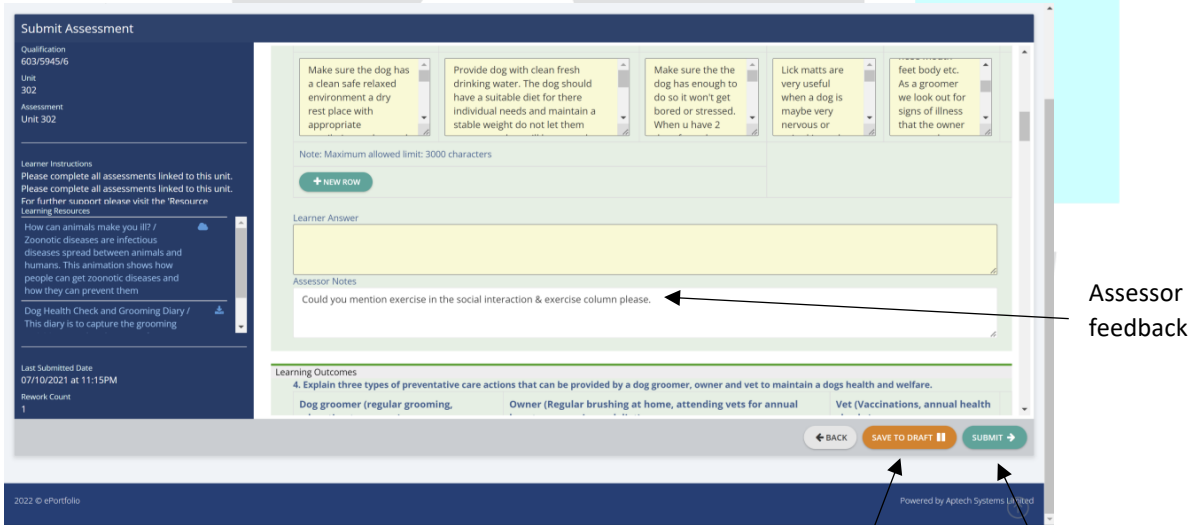 Submit Assessment
Qualification
603/5945/6
Unit
302
Assessment
Unit 302
Learner Instructions
Please complete all assessments linked to this unit.
Please complete all assessments linked to this unit.
For further support please visit the 'Resource
Learning Resources
How can animals make you ill? /
Zoonotic diseases are infectious
diseases spread between animals and
humans. This animation shows how
people can get zoonotic diseases and
how they can prevent them
Dog Health Check and Grooming Diary /
This diary is to capture the grooming
Last Submitted Date
07/10/2021 at 11:15PM
Rework Count
1
Make sure the dog has
a clean safe relaxed
environment a dry
rest place with
appropriate
Provide dog with clean fresh
drinking water. The dog should
have a suitable diet for there
individual needs and maintain a
stable weight do not let them
Make sure the the
dog has enough to
do so it won't get
bored or stressed.
When u have 2
Lick matts are
very useful
when a dog is
maybe very
nervous or
feet body etc.
As a groomer
we look out for
signs of illness
that the owner
Note: Maximum allowed limit: 3000 characters
+ NEW ROW
Learner Answer
Assessor Notes
Could you mention exercise in the social interaction & exercise column please.
Assessor
feedback
Learning Outcomes
4. Explain three types of preventative care actions that can be provided by a dog groomer, owner and vet to maintain a dogs health and welfare.
Dog groomer (regular grooming,
Owner (Regular brushing at home, attending vets for annual
Vet (Vaccinations, annual health
BACK
SAVE TO DRAFT
SUBMIT
2022 © ePortfolio
Powered by Aptech Systems Limited